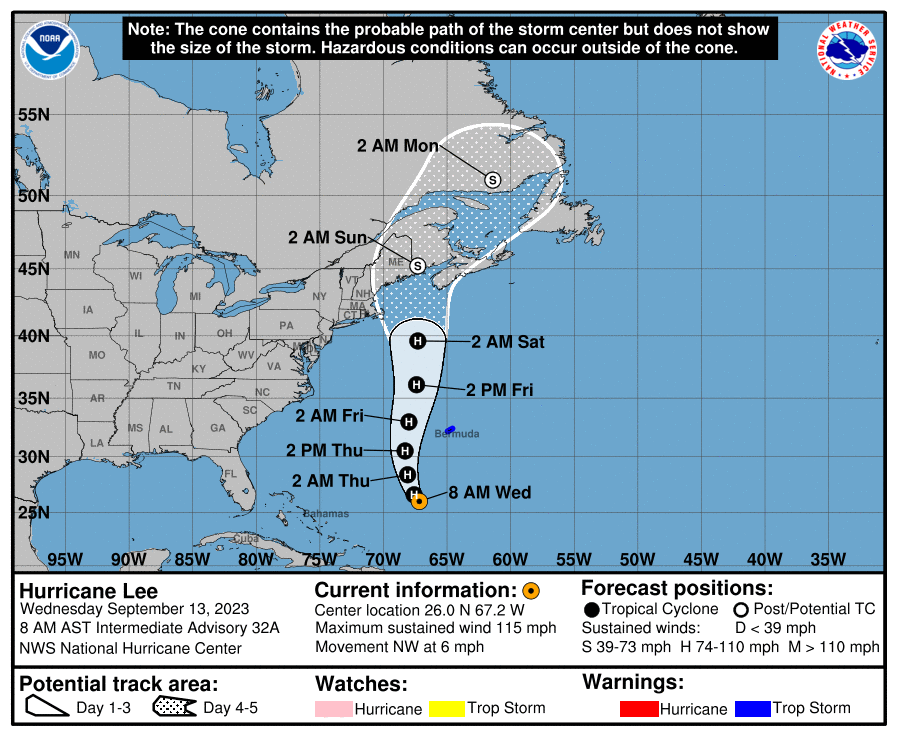 Note: The cone contains the probable path of the storm center but does not show
the size of the storm. Hazardous conditions can occur outside of the cone.
NOAA
NATIONAL WEATHER SERVICE
55N
2 AM Mon
50N
2 AM Sun
MN
ME
45N
WI
VT
NH
MI
NY
MA
IA
CT
PA
40N
2 AM Sat
IL
IN
OH
MO
WV
KY
VA
2 PM Fri
TN
35N
AR
NC
SC
2 AM Fri
MS
AL
GA
Bermuda
LA
2 PM Thu
30N
FL
2 AM Thu
8 AM Wed
25N
Bahamas
Cuba
95W 90W 85W 80W 75W 70W 65W 60W 55W 50W 45W 40W 35W
S
S
H
H
H
H
H
H
Hurricane Lee
Wednesday September 13, 2023
8 AM AST Intermediate Advisory 32A
NWS National Hurricane Center
Current information:
Center location 26.0 N 67.2 W
Maximum sustained wind 115 mph
Movement NW at 6 mph
Forecast positions:
Tropical Cyclone Post/Potential TC
Sustained winds: D < 39 mph
S 39-73 mph H 74-110 mph M > 110 mph
Potential track area:
Day 1-3 Day 4-5
Watches:
Hurricane Trop Storm
Warnings:
Hurricane Trop Storm